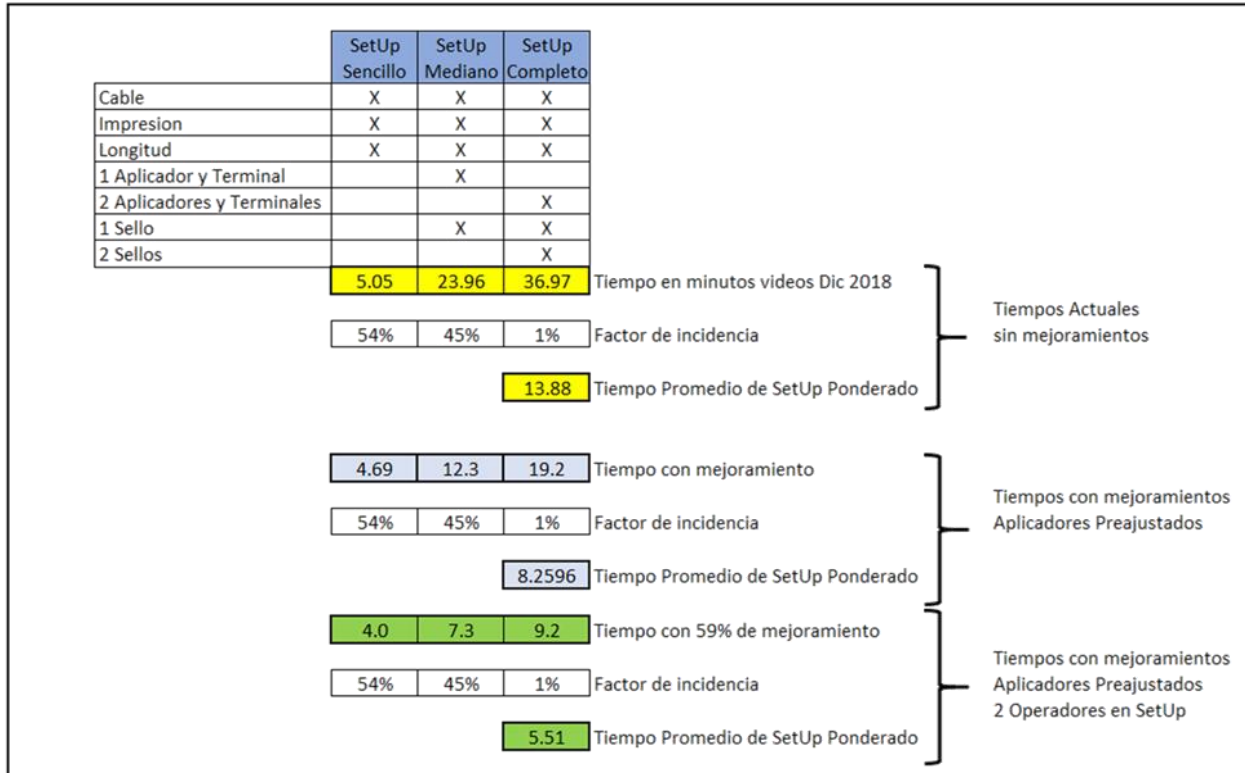 SetUp Sencillo SetUp Mediano SetUp Completo
Cable X X X
Impresion X X X
Longitud X X X
1 Aplicador y Terminal X
2 Aplicadores y Terminales X
1 Sello X X
2 Sellos X
5.05 23.96 36.97 Tiempo en minutos videos Dic 2018
54% 45% 1% Factor de incidencia
13.88 Tiempo Promedio de SetUp Ponderado
Tiempos Actuales
sin mejoramientos
4.69 12.3 19.2 Tiempo con mejoramiento
54% 45% 1% Factor de incidencia
8.2596 Tiempo Promedio de SetUp Ponderado
Tiempos con mejoramientos
Aplicadores Preajustados
4.0 7.3 9.2 Tiempo con 59% de mejoramiento
54% 45% 1% Factor de incidencia
5.51 Tiempo Promedio de SetUp Ponderado
Tiempos con mejoramientos
Aplicadores Preajustados
2 Operadores en SetUp